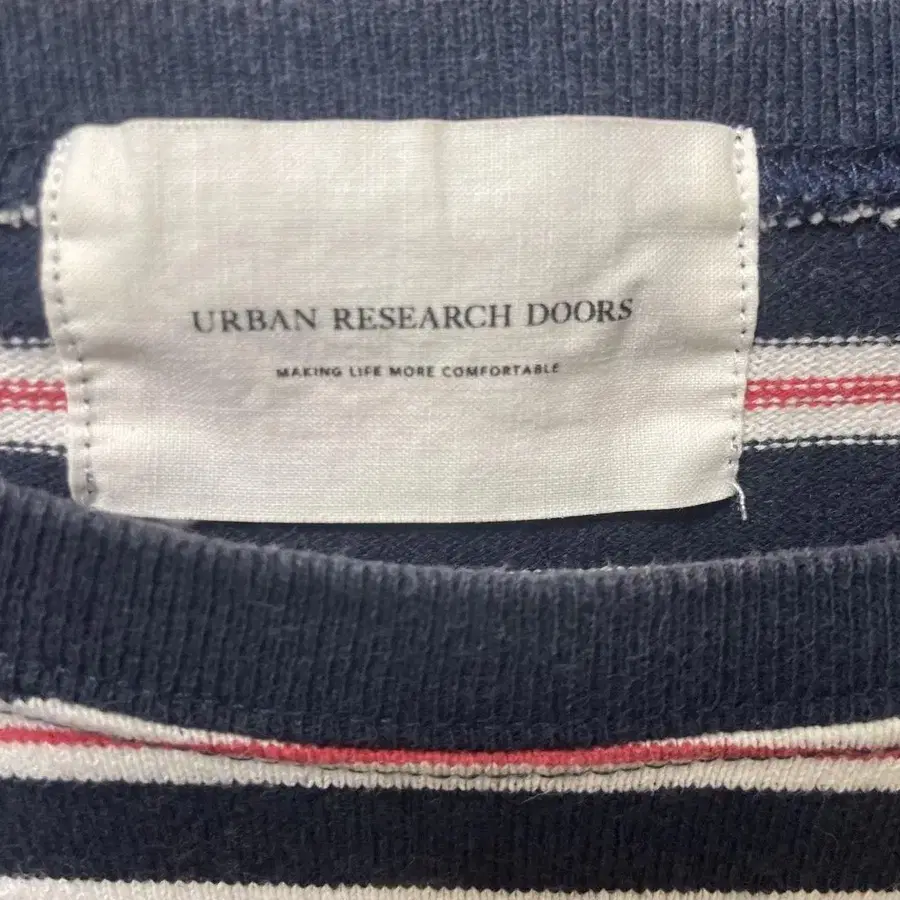 URBAN RESEARCH DOORS
MAKING LIFE MORE COMFORTABLE